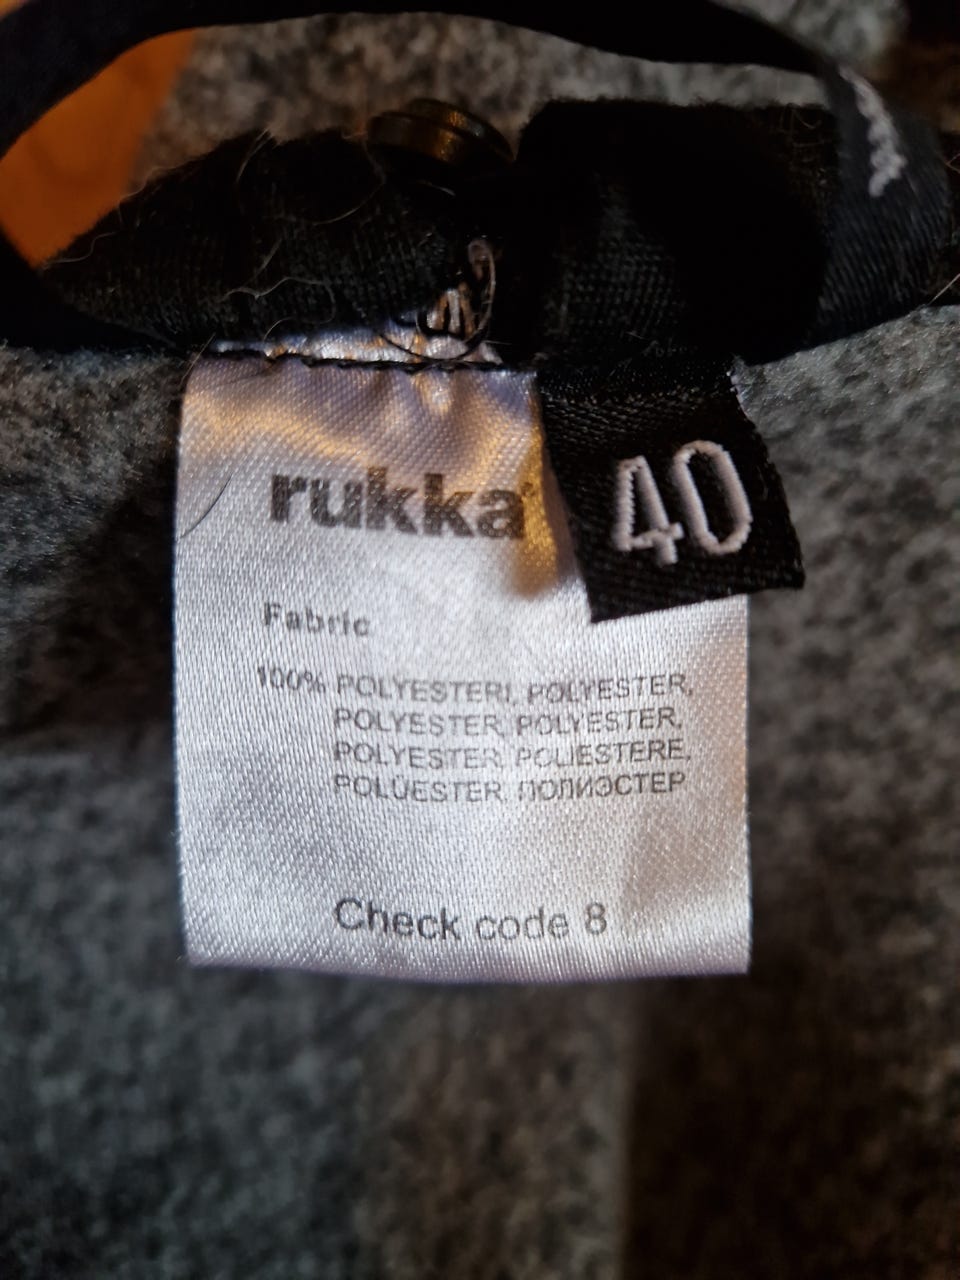 rukka
40
Fabric
100% POLYESTERI, POLYESTER,
POLYESTER, POLYESTER,
POLYESTER, POLIESTERE,
POLÜESTER, ПОЛИЭСТЕР
Check code 8